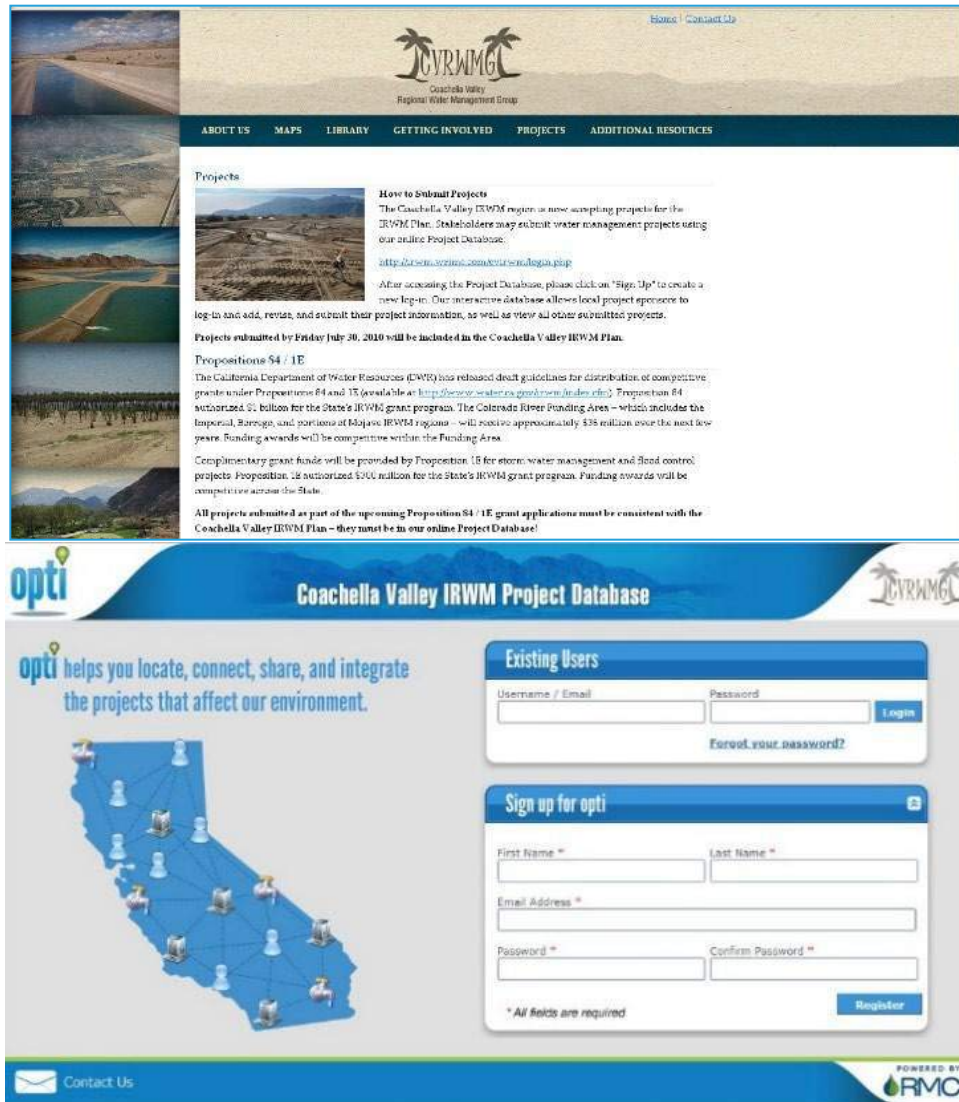 Home | Contact Us
CVRWMG
Coachella Valley
Regional Water Management Group
ABOUT US MAPS LIBRARY GETTING INVOLVED PROJECTS ADDITIONAL RESOURCES
Projects
How to Submit Projects
The Coachella Valley IRWM region is now accepting projects for the
IRWM Plan. Stakeholders may submit water management projects using
our online Project Database:
http://irwm.rmcwater.com
After accessing the Project Database, please click on "Sign Up" to create a
new log-in. Our interactive database allows local project sponsors to
log-in and add, revise, and submit their project information, as well as view all other submitted projects.
Projects submitted by Friday July 30, 2010 will be included in the Coachella Valley IRWM Plan.
Propositions 84 / 1E
The California Department of Water Resources (DWR) has released draft guidelines for distribution of competitive
grants under Propositions 84 and 1E (available at http://www.water.ca.gov/irwm/index.cfm). Proposition 84
authorized $1 billion for the State's IRWM grant program. The Colorado River Funding Area – which includes the
Imperial, Borrego, and portions of Mojave IRWM regions – will receive approximately $36 million over the next few
years. Funding awards will be competitive within the Funding Area.
Complimentary grant funds will be provided by Proposition 1E for storm water management and flood control
projects. Proposition 1E authorized $300 million for the State's IRWM grant program. Funding awards will be
competitive across the State.
All projects submitted as part of the upcoming Proposition 84 / 1E grant applications must be consistent with the
Coachella Valley IRWM Plan – they must be in our online Project Database!
opti
Coachella Valley IRWM Project Database
CVRWMG
opti helps you locate, connect, share, and integrate
the projects that affect our environment.
Existing Users
Username / Email Password
Login
Forgot your password?
Sign up for opti
First Name * Last Name *
Email Address *
Password * Confirm Password *
* All fields are required
Register
Contact Us
POWERED BY
RMC